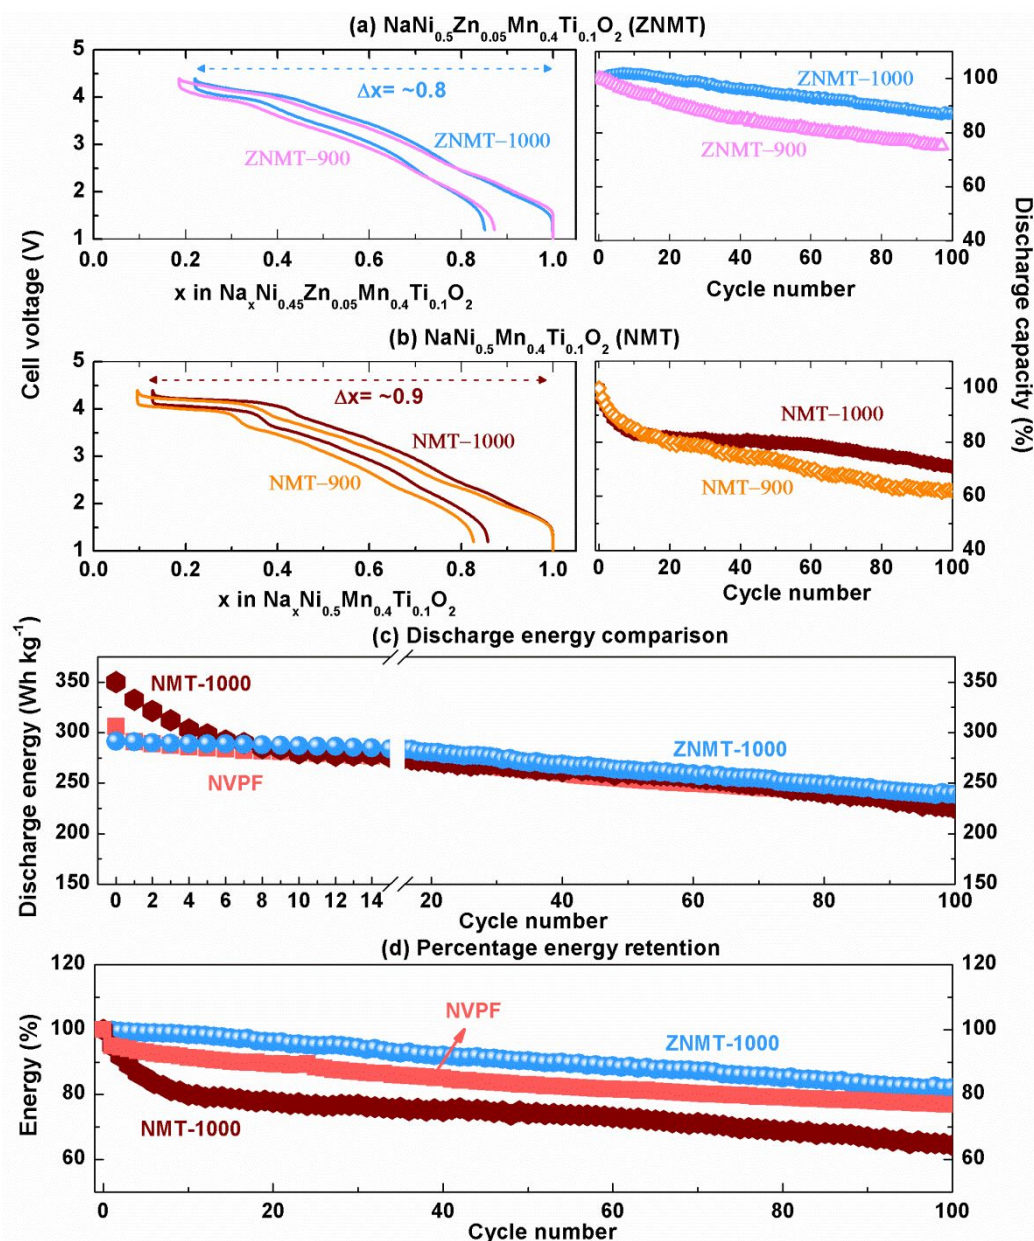 (a) NaNi0.5Zn0.05Mn0.4Ti0.1O2 (ZNMT)
5
4
3
2
1
Δx= ~0.8
ZNMT–1000
ZNMT–900
0.0 0.2 0.4 0.6 0.8 1.0
x in NaxNi0.45Zn0.05Mn0.4Ti0.1O2
ZNMT–1000
ZNMT–900
100
80
60
40
0 20 40 60 80 100
Cycle number
Cell voltage (V)
Discharge capacity (%)
(b) NaNi0.5Mn0.4Ti0.1O2 (NMT)
5
4
3
2
1
Δx= ~0.9
NMT–1000
NMT–900
0.0 0.2 0.4 0.6 0.8 1.0
x in NaxNi0.5Mn0.4Ti0.1O2
NMT–1000
NMT–900
100
80
60
40
0 20 40 60 80 100
Cycle number
(c) Discharge energy comparison
Discharge energy (Wh kg-1)
350
300
250
200
150
NMT-1000
NVPF
ZNMT-1000
350
300
250
200
150
0 2 4 6 8 10 12 14 20 40 60 80 100
Cycle number
(d) Percentage energy retention
Energy (%)
120
100
80
60
NVPF
ZNMT-1000
NMT-1000
120
100
80
60
0 20 40 60 80 100
Cycle number